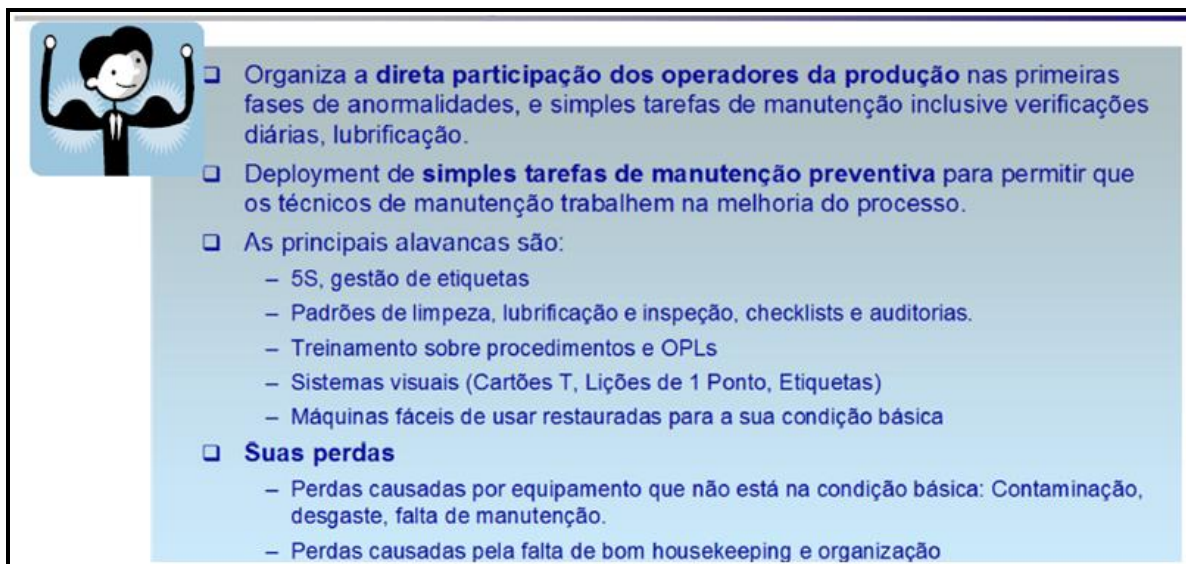 Organiza a direta participação dos operadores da produção nas primeiras
fases de anormalidades, e simples tarefas de manutenção inclusive verificações
diárias, lubrificação.
Deployment de simples tarefas de manutenção preventiva para permitir que
os técnicos de manutenção trabalhem na melhoria do processo.
As principais alavancas são:
– 5S, gestão de etiquetas
– Padrões de limpeza, lubrificação e inspeção, checklists e auditorias.
– Treinamento sobre procedimentos e OPLs
– Sistemas visuais (Cartões T, Lições de 1 Ponto, Etiquetas)
– Máquinas fáceis de usar restauradas para a sua condição básica
Suas perdas
– Perdas causadas por equipamento que não está na condição básica: Contaminação,
desgaste, falta de manutenção.
– Perdas causadas pela falta de bom housekeeping e organização